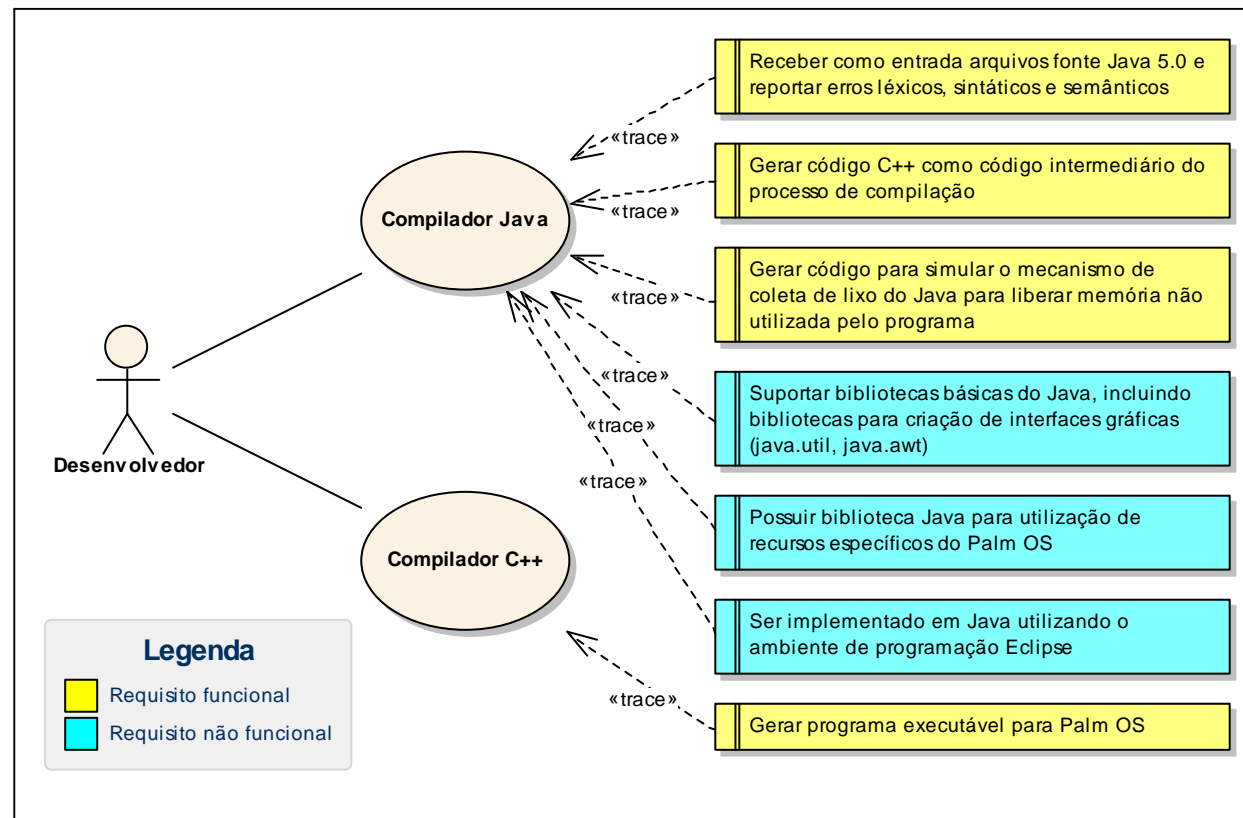 Receber como entrada arquivos fonte Java 5.0 e
reportar erros léxicos, sintáticos e semânticos
«trace»
Gerar código C++ como código intermediário do
processo de compilação
«trace»
Compilador Java
Gerar código para simular o mecanismo de
coleta de lixo do Java para liberar memória não
utilizada pelo programa
«trace»
Suportar bibliotecas básicas do Java, incluindo
bibliotecas para criação de interfaces gráficas
(java.util, java.awt)
«trace»
«trace»
Desenvolvedor
«trace»
Possuir biblioteca Java para utilização de
recursos específicos do Palm OS
Compilador C++
Ser implementado em Java utilizando o
ambiente de programação Eclipse
«trace»
Gerar programa executável para Palm OS
Legenda
Requisito funcional
Requisito não funcional